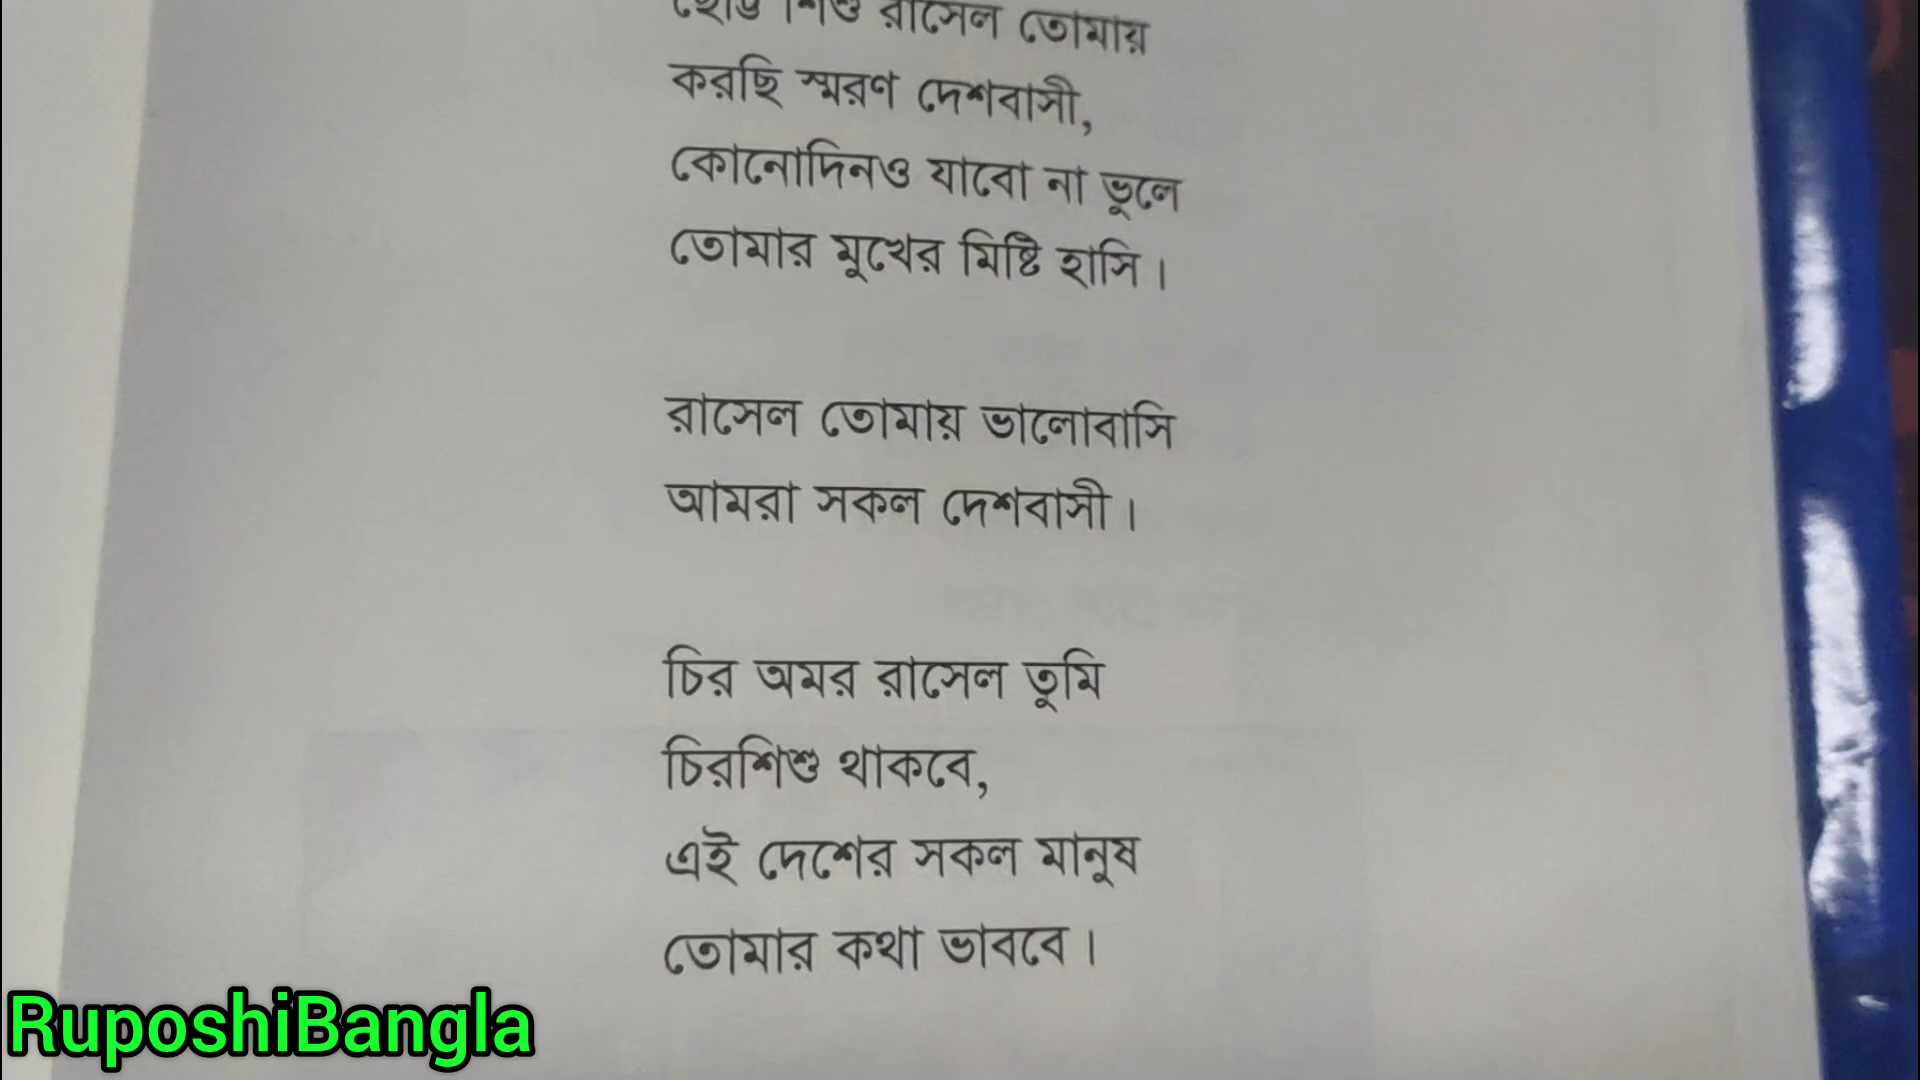 ছোট্ট শিশু রাসেল তোমায়
করছি স্মরণ দেশবাসী,
কোনোদিনও যাবো না ভুলে
তোমার মুখের মিষ্টি হাসি।
রাসেল তোমায় ভালোবাসি
আমরা সকল দেশবাসী।
চির অমর রাসেল তুমি
চিরশিশু থাকবে,
এই দেশের সকল মানুষ
তোমার কথা ভাববে।
RuposhiBangla